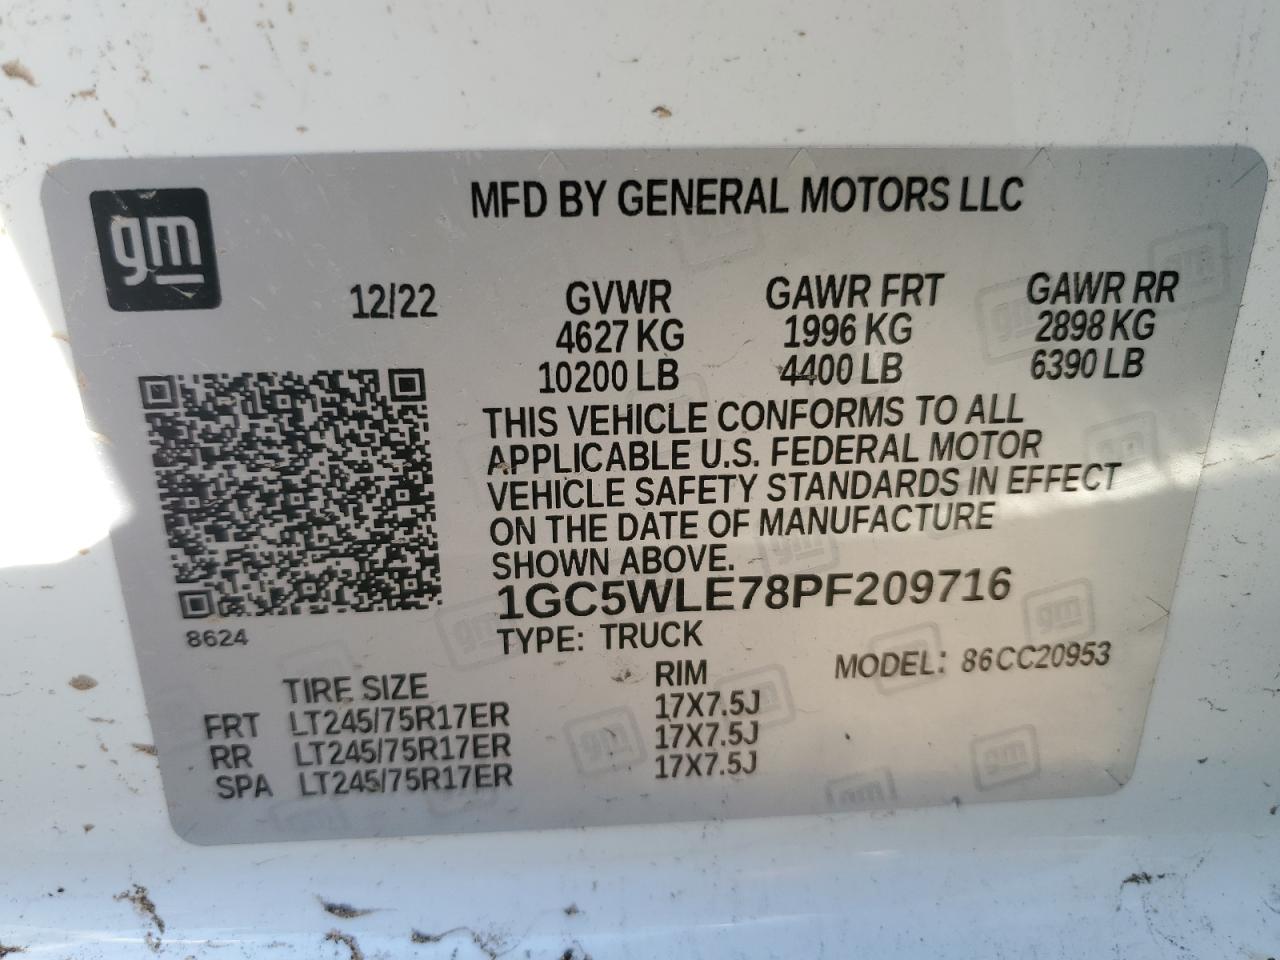 gm
MFD BY GENERAL MOTORS LLC
12/22
GVWR
4627 KG
10200 LB
GAWR FRT
1996 KG
4400 LB
GAWR RR
2898 KG
6390 LB
THIS VEHICLE CONFORMS TO ALL
APPLICABLE U.S. FEDERAL MOTOR
VEHICLE SAFETY STANDARDS IN EFFECT
ON THE DATE OF MANUFACTURE
SHOWN ABOVE.
1GC5WLE78PF209716
8624
TYPE: TRUCK
MODEL: 86CC20953
TIRE SIZE RIM
FRT LT245/75R17ER 17X7.5J
RR LT245/75R17ER 17X7.5J
SPA LT245/75R17ER 17X7.5J